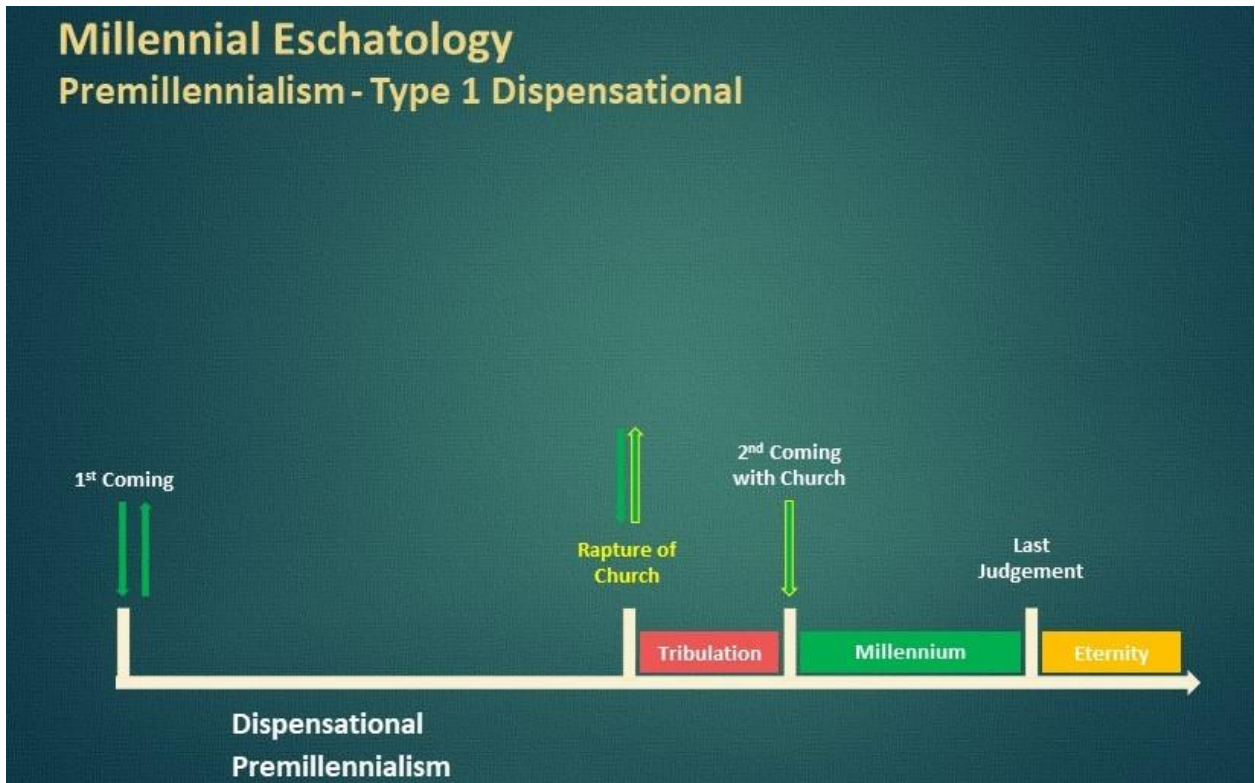 Millennial Eschatology
Premillennialism - Type 1 Dispensational
1st Coming
Rapture of
Church
2nd Coming
with Church
Last
Judgement
Tribulation
Millennium
Eternity
Dispensational
Premillennialism